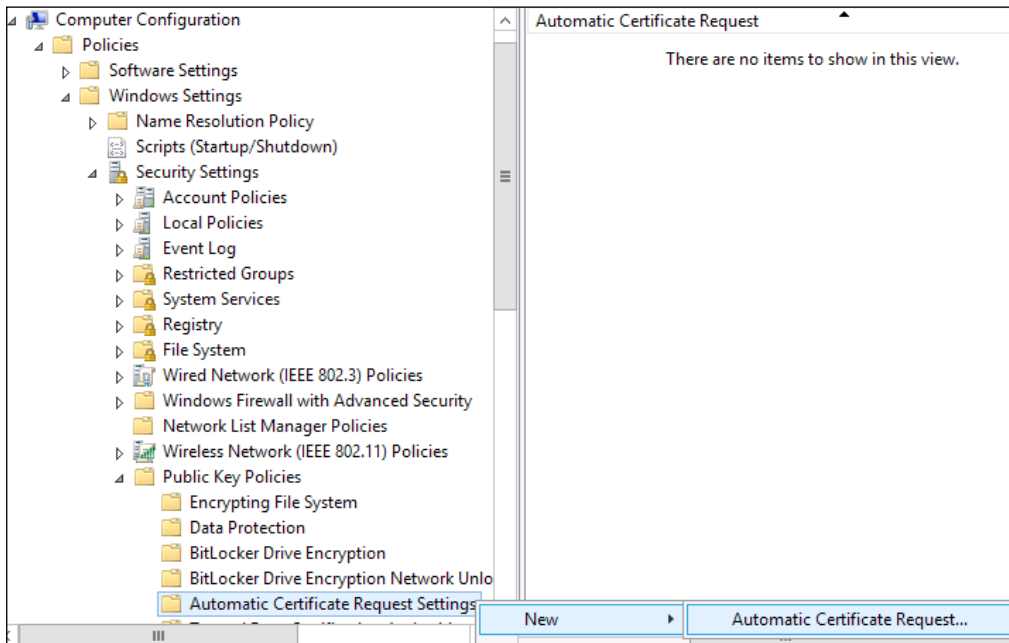 Computer Configuration
Policies
Software Settings
Windows Settings
Name Resolution Policy
Scripts (Startup/Shutdown)
Security Settings
Account Policies
Local Policies
Event Log
Restricted Groups
System Services
Registry
File System
Wired Network (IEEE 802.3) Policies
Windows Firewall with Advanced Security
Network List Manager Policies
Wireless Network (IEEE 802.11) Policies
Public Key Policies
Encrypting File System
Data Protection
BitLocker Drive Encryption
BitLocker Drive Encryption Network Unlo
Automatic Certificate Request Settings
Automatic Certificate Request
There are no items to show in this view.
New
Automatic Certificate Request...